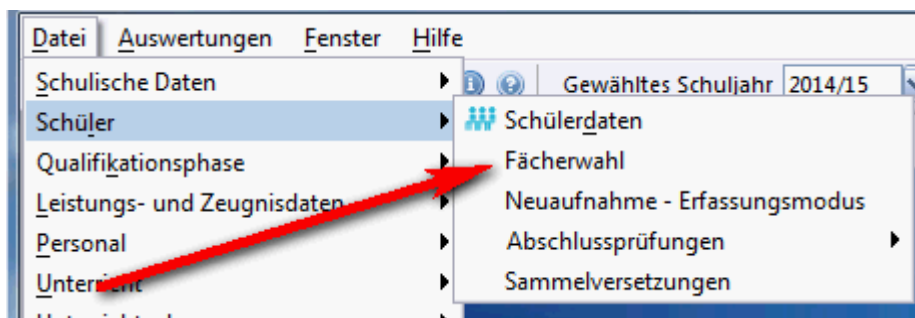 Datei Auswertungen Fenster Hilfe
Schulische Daten
Gewähltes Schuljahr 2014/15
Schüler
Schülerdaten
Qualifikationsphase
Fächerwahl
Leistungs- und Zeugnisdaten
Neuaufnahme - Erfassungsmodus
Personal
Abschlussprüfungen
Unterricht
Sammelversetzungen